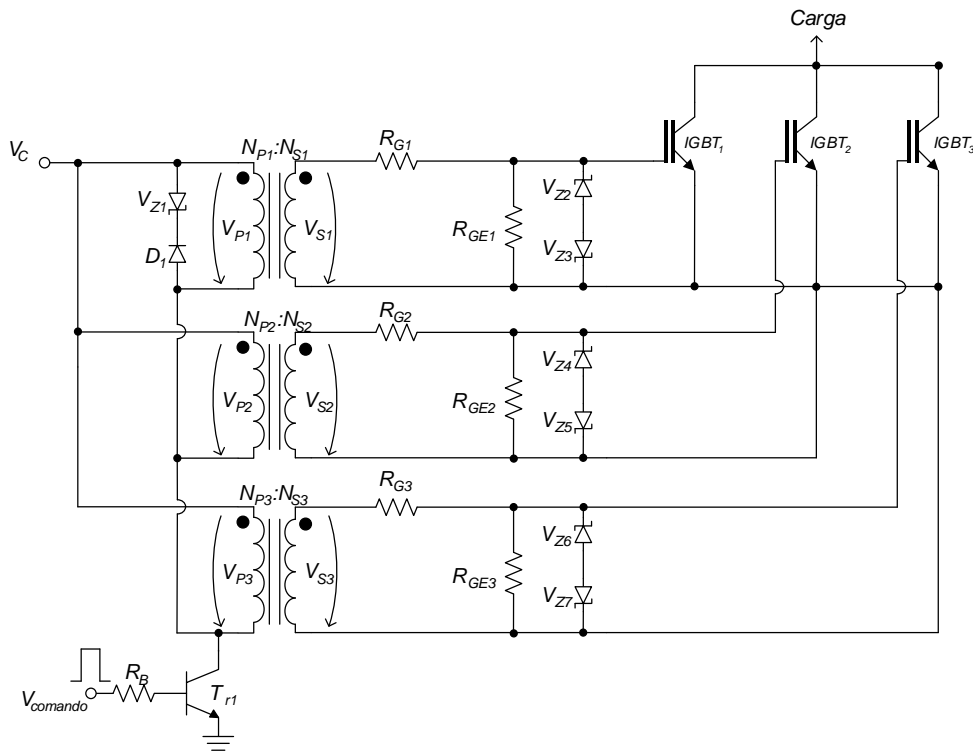 Carga
V_C
N_P1:N_S1
R_G1
IGBT_1
IGBT_2
IGBT_3
V_Z1
D_1
V_P1
V_S1
R_GE1
V_Z2
V_Z3
N_P2:N_S2
R_G2
V_P2
V_S2
R_GE2
V_Z4
V_Z5
N_P3:N_S3
R_G3
V_P3
V_S3
R_GE3
V_Z6
V_Z7
R_B
V_comando
T_r1